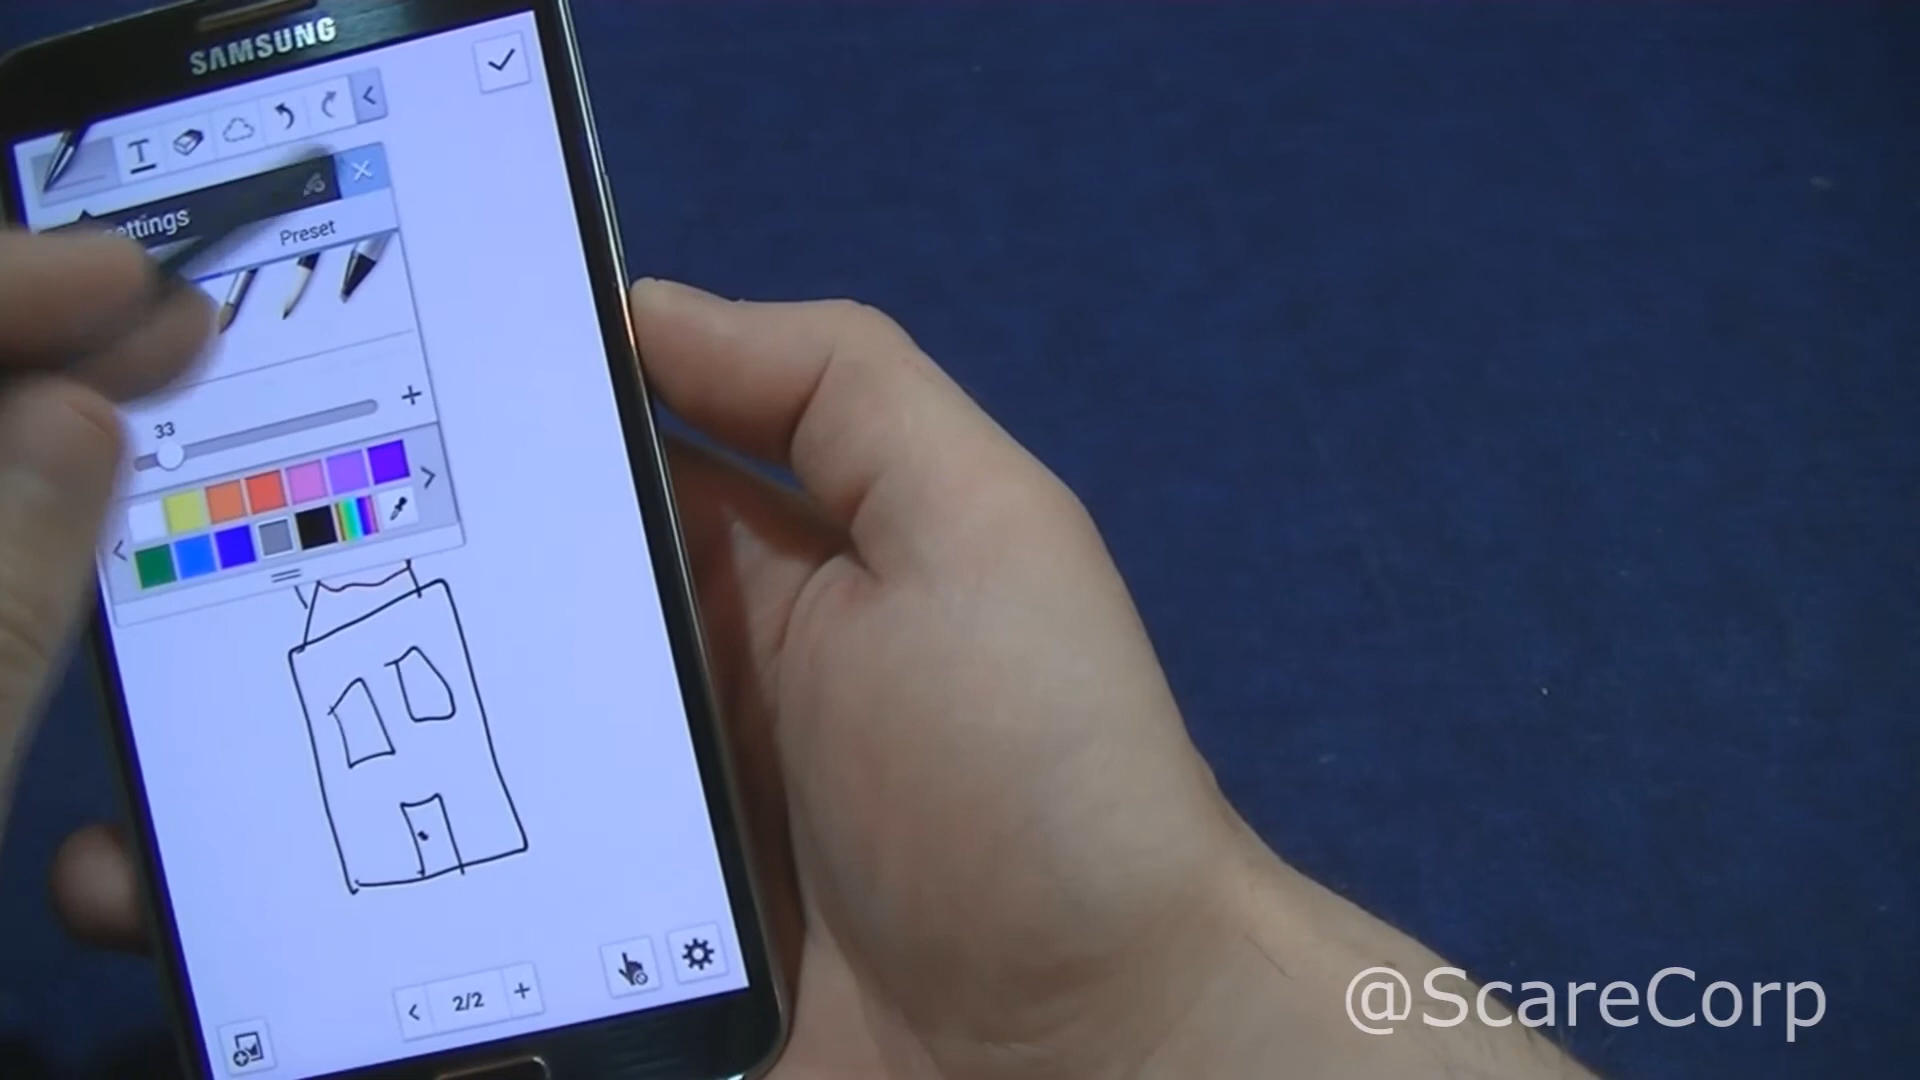 SAMSUNG
T
ettings
Preset
33
2/2
@ScareCorp